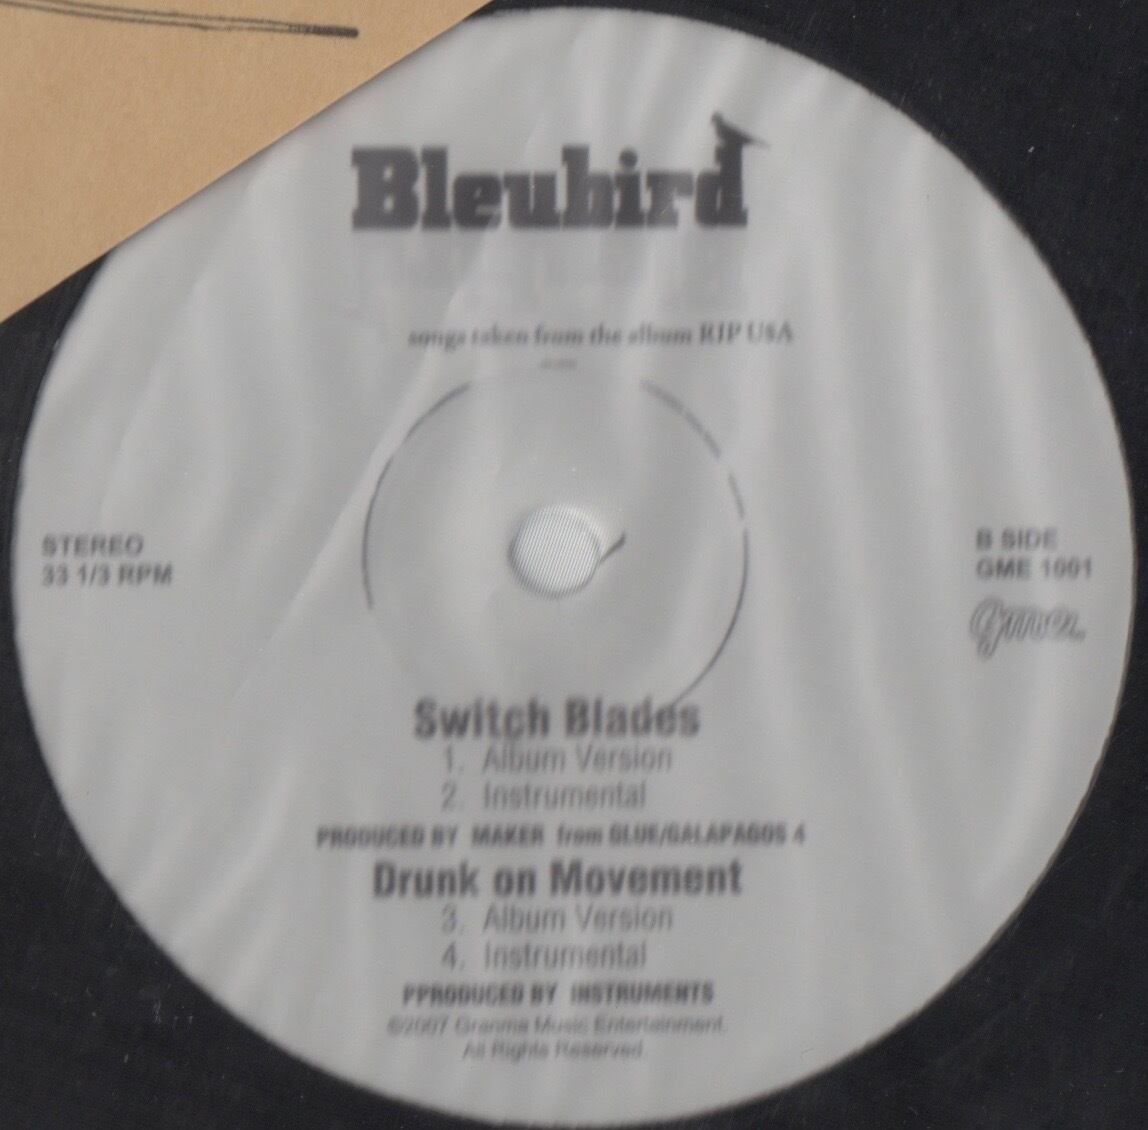 Bleubird
songs taken from the album RIP USA
STEREO
33 1/3 RPM
B SIDE
GME 1001
gme
Switch Blades
1. Album Version
2. Instrumental
PRODUCED BY MAKER from GLUE/GALAPAGOS 4
Drunk on Movement
3. Album Version
4. Instrumental
PPRODUCED BY INSTRUMENTS
©2007 Granma Music Entertainment.
All Rights Reserved.